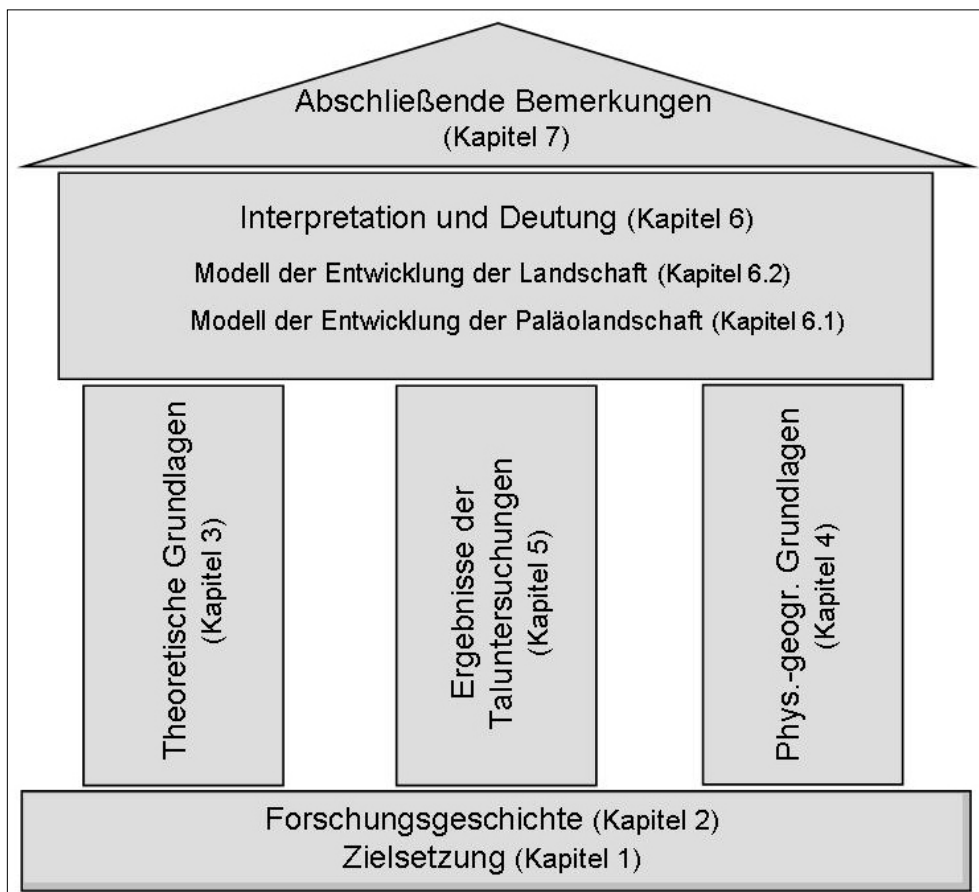 Abschließende Bemerkungen
(Kapitel 7)
Interpretation und Deutung (Kapitel 6)
Modell der Entwicklung der Landschaft (Kapitel 6.2)
Modell der Entwicklung der Paläolandschaft (Kapitel 6.1)
Theoretische Grundlagen
(Kapitel 3)
Ergebnisse der
Taluntersuchungen
(Kapitel 5)
Phys.-geogr. Grundlagen
(Kapitel 4)
Forschungsgeschichte (Kapitel 2)
Zielsetzung (Kapitel 1)